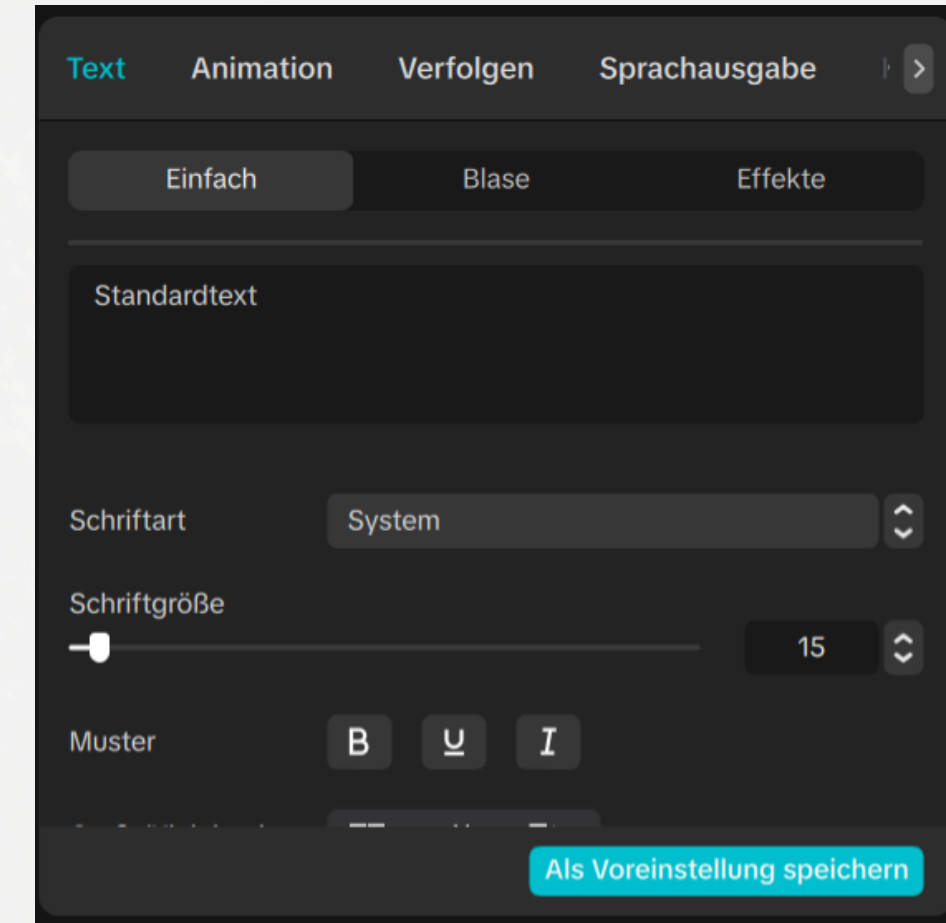 Text Animation Verfolgen Sprachausgabe
Einfach Blase Effekte
Standardtext
Schriftart System
Schriftgröße
15
Muster B U I
Als Voreinstellung speichern